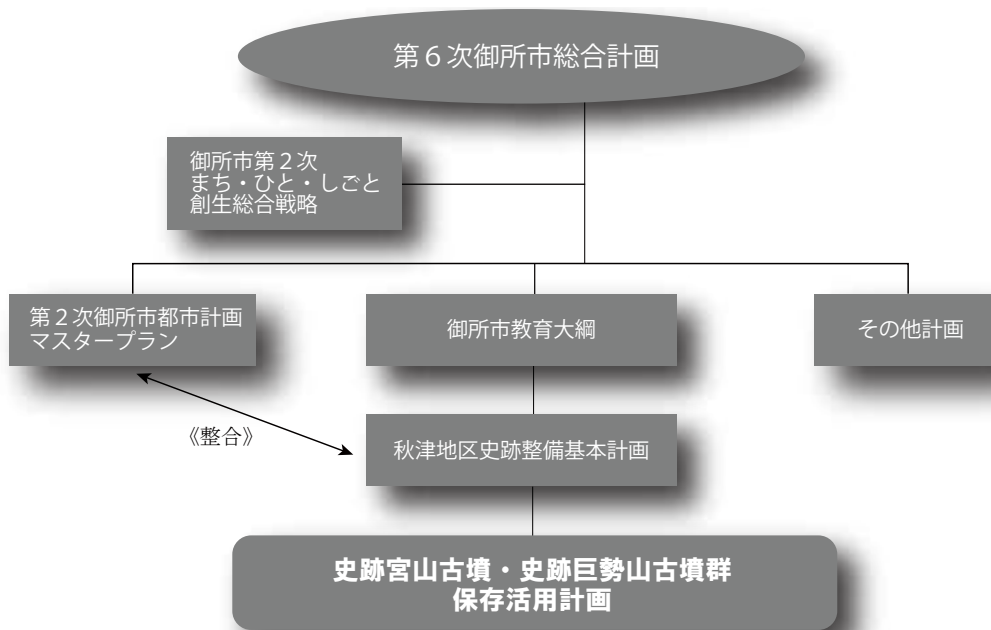 第６次御所市総合計画
御所市第２次
まち・ひと・しごと
創生総合戦略
第２次御所市都市計画
マスタープラン
御所市教育大綱
その他計画
《整合》
秋津地区史跡整備基本計画
史跡宮山古墳・史跡巨勢山古墳群
保存活用計画